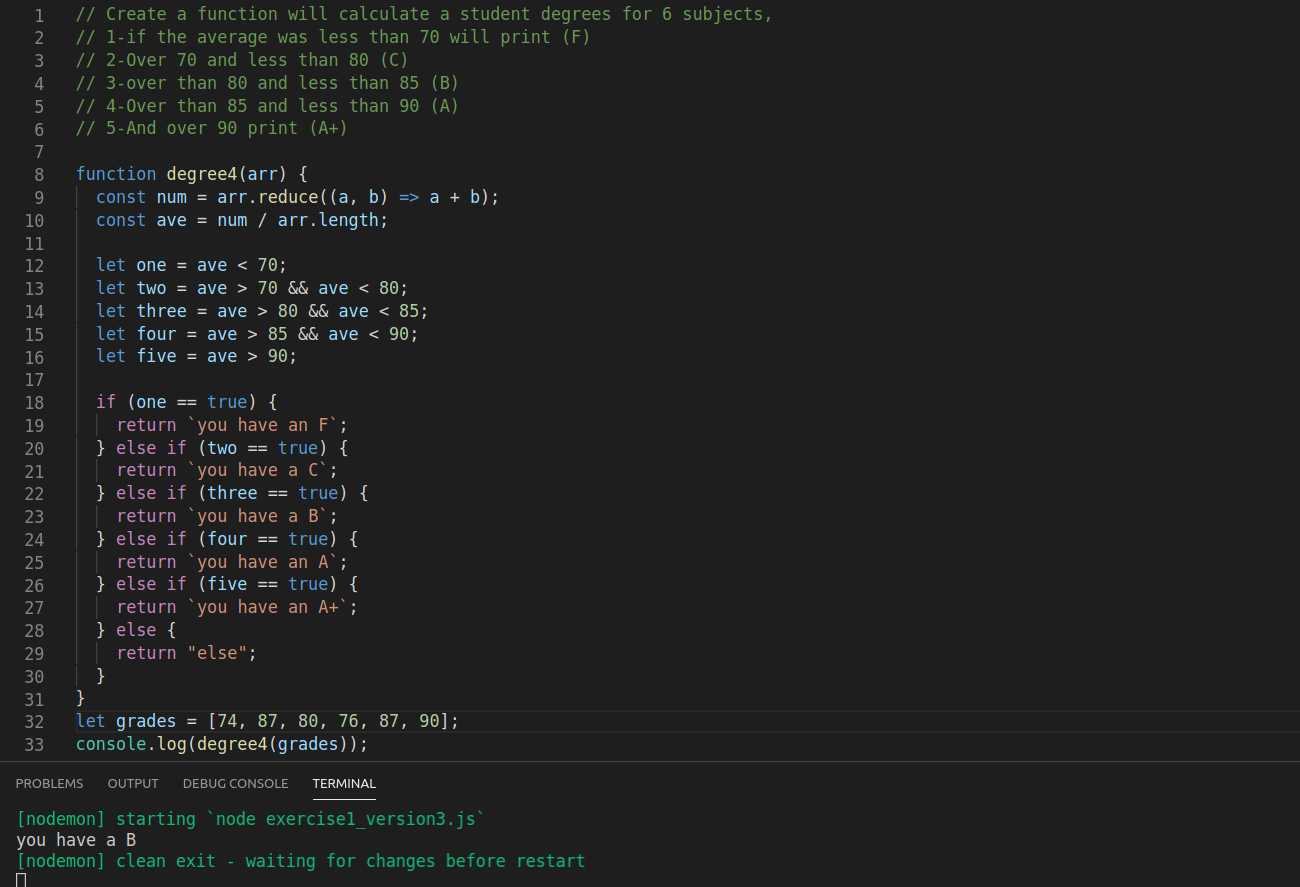 1 // Create a function will calculate a student degrees for 6 subjects,
2 // 1-if the average was less than 70 will print (F)
3 // 2-Over 70 and less than 80 (C)
4 // 3-over than 80 and less than 85 (B)
5 // 4-Over than 85 and less than 90 (A)
6 // 5-And over 90 print (A+)
7
8 function degree4(arr) {
9   const num = arr.reduce((a, b) => a + b);
10   const ave = num / arr.length;
11
12   let one = ave < 70;
13   let two = ave > 70 && ave < 80;
14   let three = ave > 80 && ave < 85;
15   let four = ave > 85 && ave < 90;
16   let five = ave > 90;
17
18   if (one == true) {
19     return `you have an F`;
20   } else if (two == true) {
21     return `you have a C`;
22   } else if (three == true) {
23     return `you have a B`;
24   } else if (four == true) {
25     return `you have an A`;
26   } else if (five == true) {
27     return `you have an A+`;
28   } else {
29     return "else";
30   }
31 }
32 let grades = [74, 87, 80, 76, 87, 90];
33 console.log(degree4(grades));
PROBLEMS OUTPUT DEBUG CONSOLE TERMINAL
[nodemon] starting `node exercise1_version3.js`
you have a B
[nodemon] clean exit - waiting for changes before restart